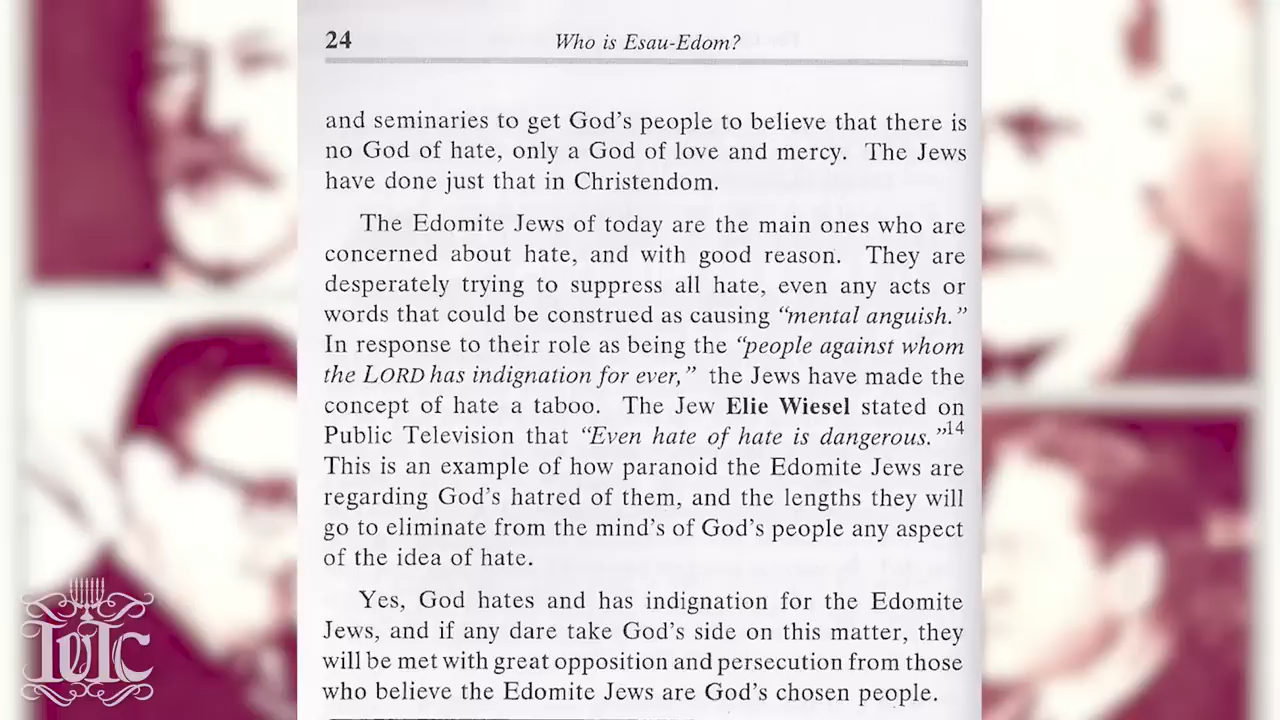 24 Who is Esau-Edom?
and seminaries to get God's people to believe that there is
no God of hate, only a God of love and mercy. The Jews
have done just that in Christendom.
The Edomite Jews of today are the main ones who are
concerned about hate, and with good reason. They are
desperately trying to suppress all hate, even any acts or
words that could be construed as causing "mental anguish."
In response to their role as being the "people against whom
the LORD has indignation for ever," the Jews have made the
concept of hate a taboo. The Jew Elie Wiesel stated on
Public Television that "Even hate of hate is dangerous."14
This is an example of how paranoid the Edomite Jews are
regarding God's hatred of them, and the lengths they will
go to eliminate from the mind's of God's people any aspect
of the idea of hate.
Yes, God hates and has indignation for the Edomite
Jews, and if any dare take God's side on this matter, they
will be met with great opposition and persecution from those
who believe the Edomite Jews are God's chosen people.
IUIC